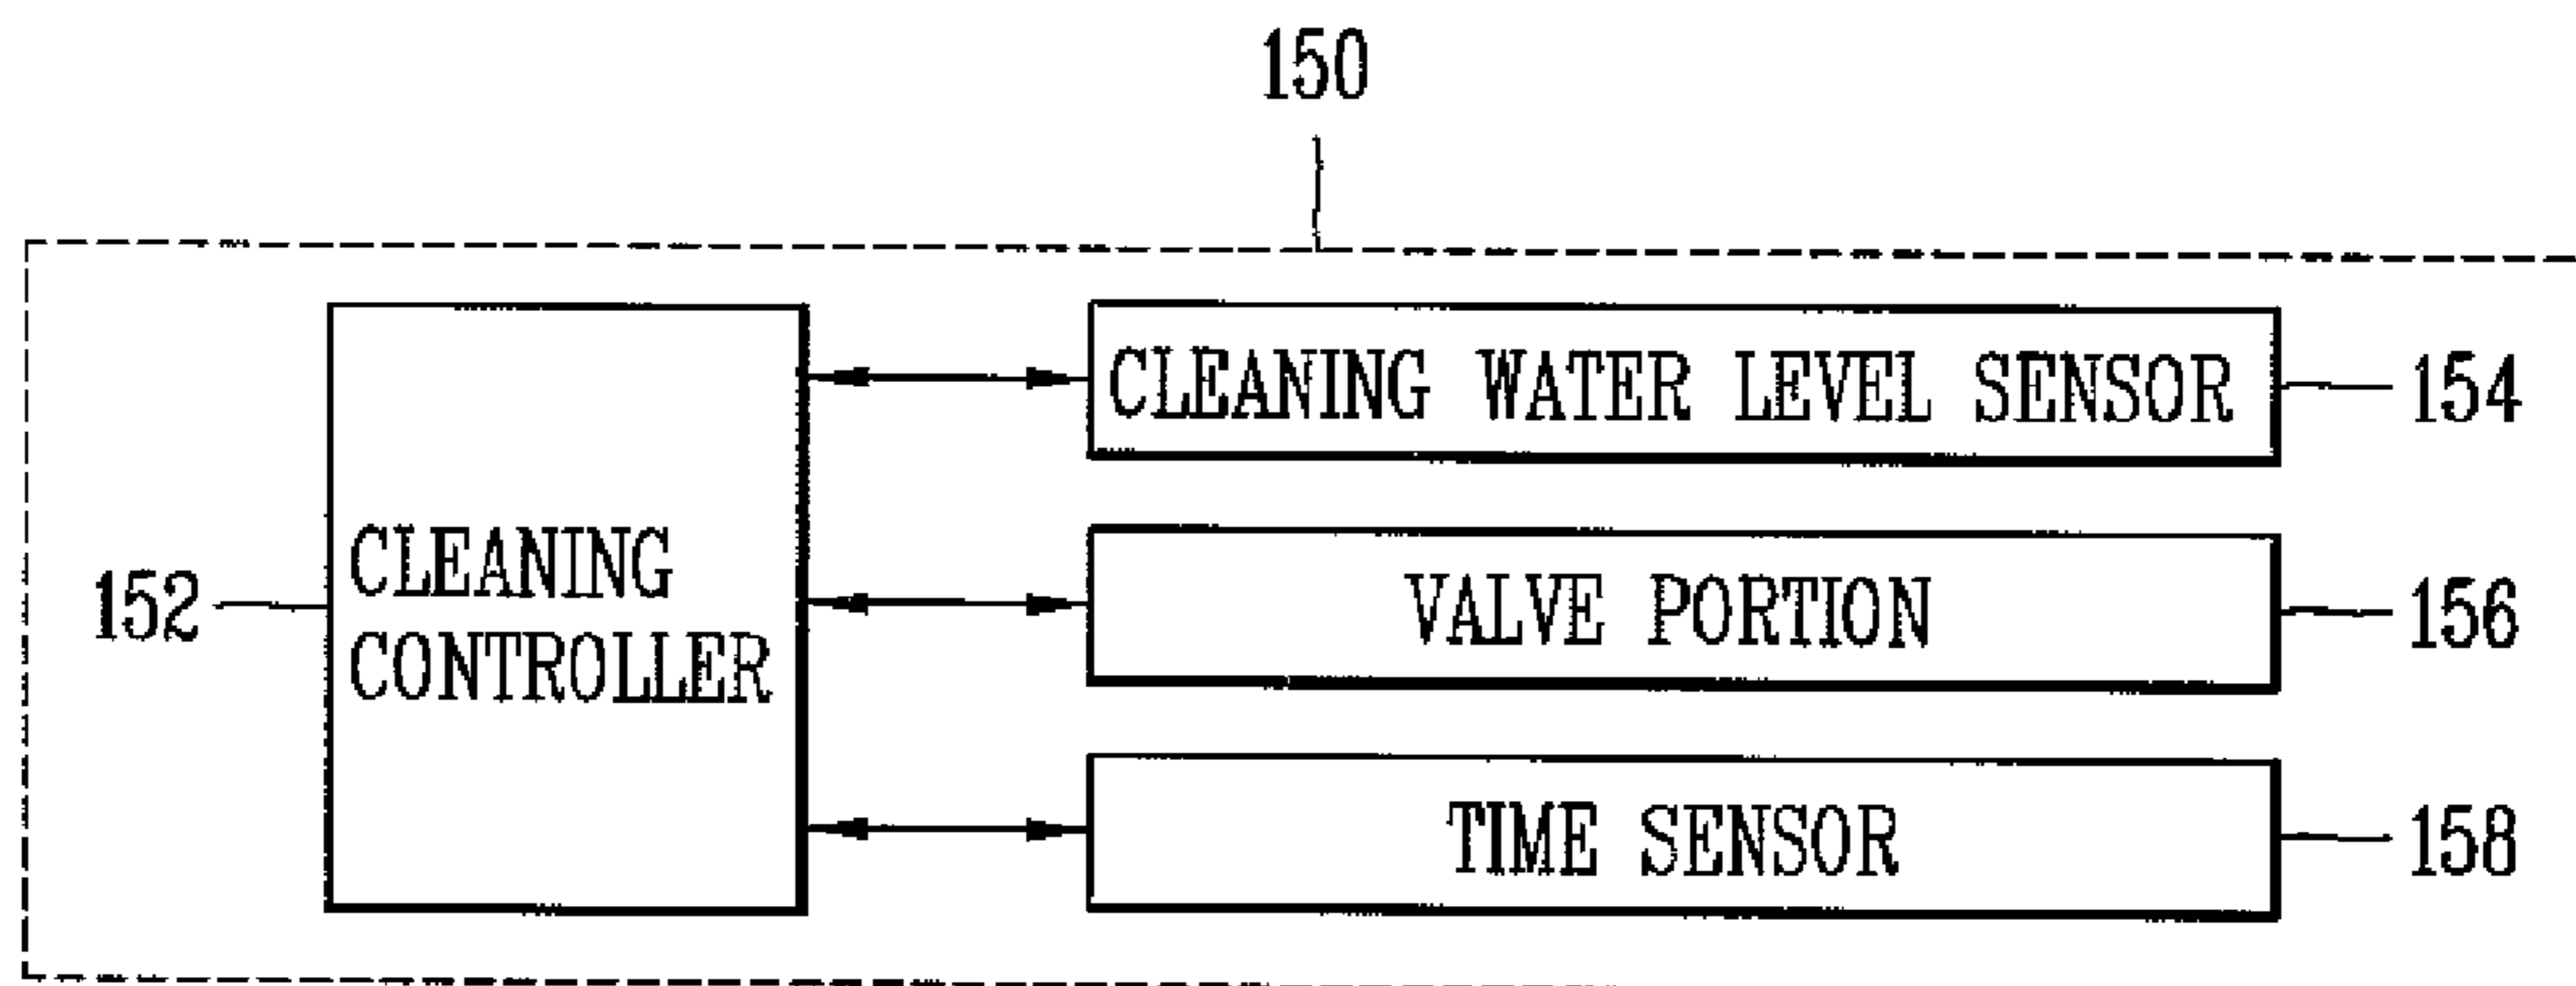 150
CLEANING WATER LEVEL SENSOR
154
152
CLEANING
CONTROLLER
VALVE PORTION
156
TIME SENSOR
158